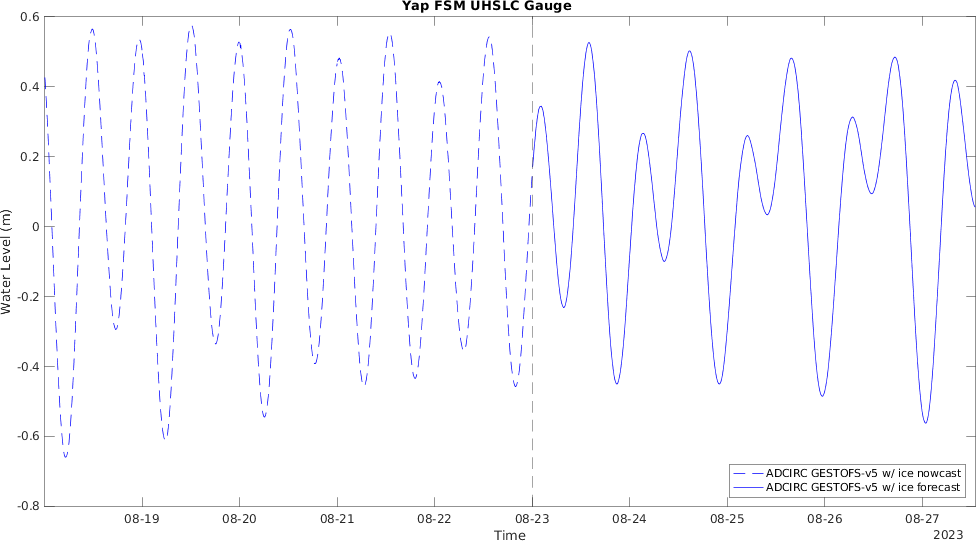 Yap FSM UHSLC Gauge
Water Level (m)
0.6
0.4
0.2
0
-0.2
-0.4
-0.6
-0.8
08-19 08-20 08-21 08-22 08-23 08-24 08-25 08-26 08-27
Time
2023
ADCIRC GESTOFS-v5 w/ ice nowcast
ADCIRC GESTOFS-v5 w/ ice forecast